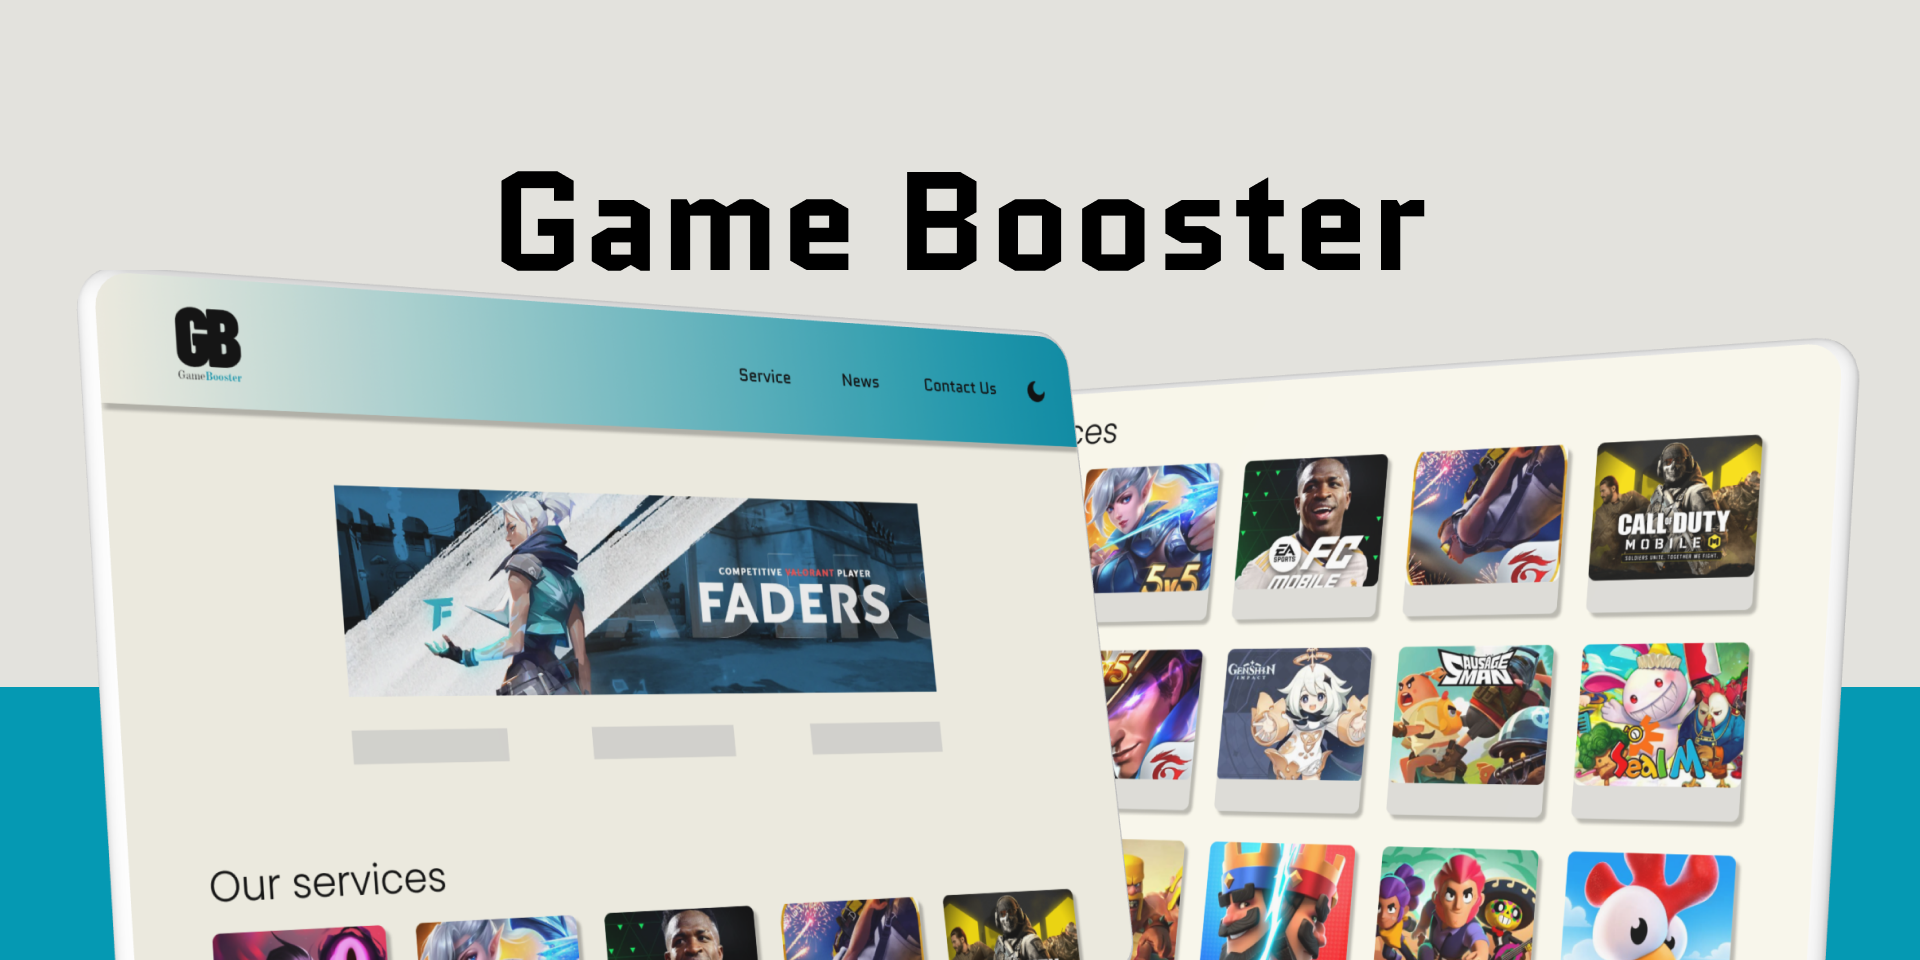 Game Booster
GB
GameBooster
Service
News
Contact Us
COMPETITIVE VALORANT PLAYER
FADERS
TF
Our services
ces
5v5
EA
SPORTS
FC
MOBILE
CALL OF DUTY
MOBILE
SOLDIERS UNITE. TOGETHER WE FIGHT.
GENSHIN
IMPACT
SAUSAGE
MAN
Seal M